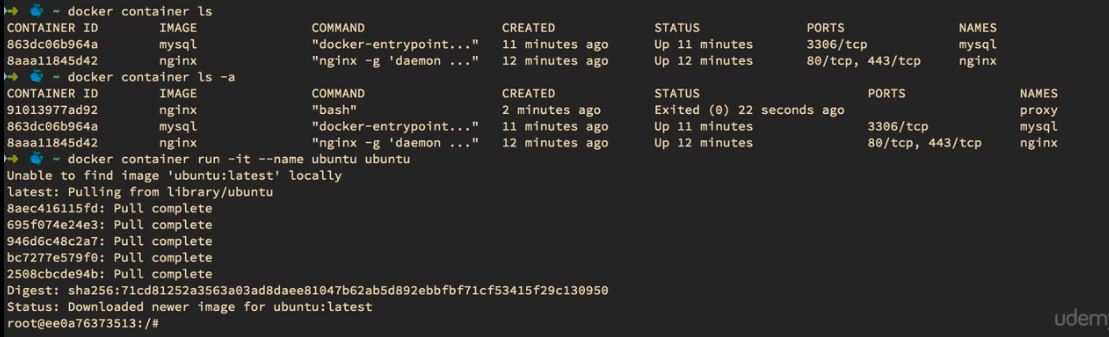 ~ docker container ls
CONTAINER ID IMAGE COMMAND CREATED STATUS PORTS NAMES
863dc06b964a mysql "docker-entrypoint..." 11 minutes ago Up 11 minutes 3306/tcp mysql
8aaa11845d42 nginx "nginx -g 'daemon ..." 12 minutes ago Up 12 minutes 80/tcp, 443/tcp nginx
~ docker container ls -a
CONTAINER ID IMAGE COMMAND CREATED STATUS PORTS NAMES
91013977ad92 nginx "bash" 2 minutes ago Exited (0) 22 seconds ago proxy
863dc06b964a mysql "docker-entrypoint..." 11 minutes ago Up 11 minutes 3306/tcp mysql
8aaa11845d42 nginx "nginx -g 'daemon ..." 12 minutes ago Up 12 minutes 80/tcp, 443/tcp nginx
~ docker container run -it --name ubuntu ubuntu
Unable to find image 'ubuntu:latest' locally
latest: Pulling from library/ubuntu
8aec416115fd: Pull complete
695f074e24e3: Pull complete
946d6c48c2a7: Pull complete
bc7277e579f0: Pull complete
2508cbcde94b: Pull complete
Digest: sha256:71cd81252a3563a03ad8daee81047b62ab5d892ebbfbf71cf53415f29c130950
Status: Downloaded newer image for ubuntu:latest
root@ee0a76373513:/#
udemy